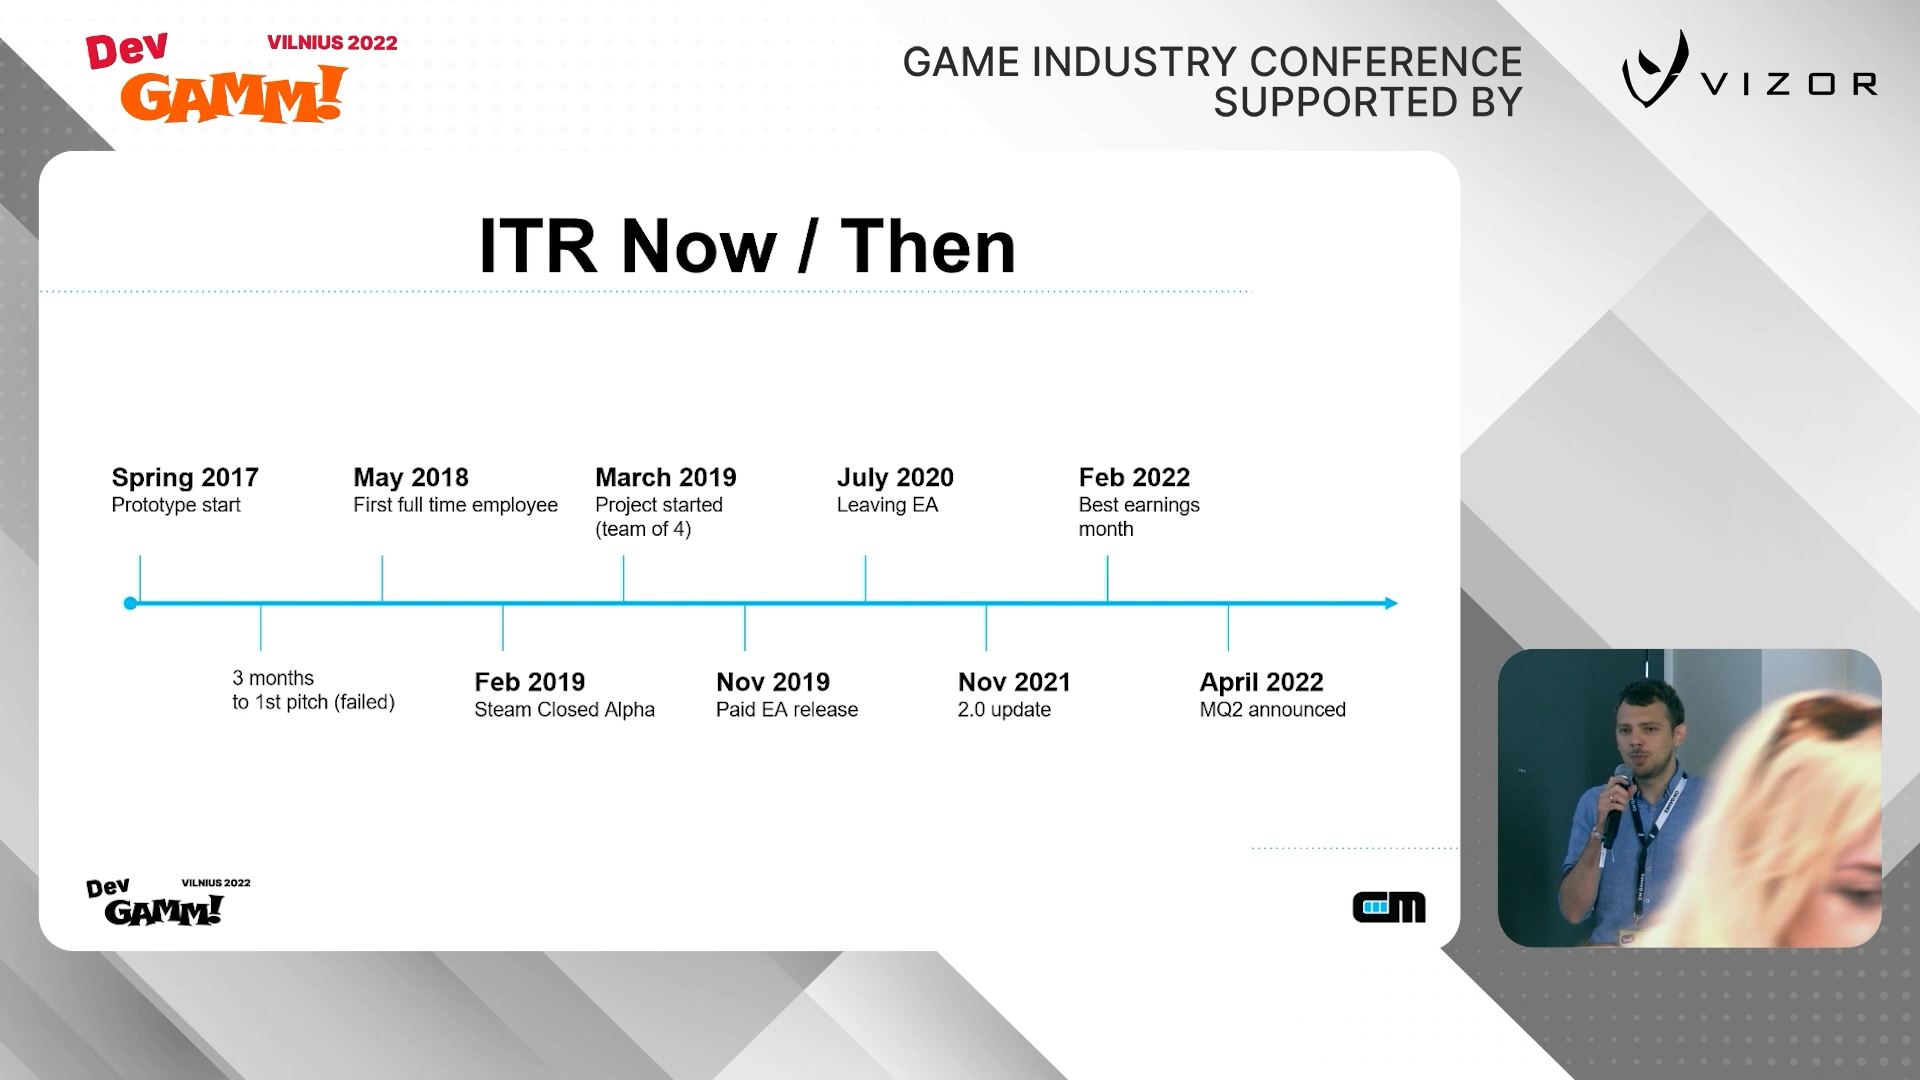 Dev
GAMM!
VILNIUS 2022
GAME INDUSTRY CONFERENCE
SUPPORTED BY
VIZOR
ITR Now / Then
Spring 2017
Prototype start
May 2018
First full time employee
March 2019
Project started
(team of 4)
July 2020
Leaving EA
Feb 2022
Best earnings
month
3 months
to 1st pitch (failed)
Feb 2019
Steam Closed Alpha
Nov 2019
Paid EA release
Nov 2021
2.0 update
April 2022
MQ2 announced
Dev
GAMM!
VILNIUS 2022